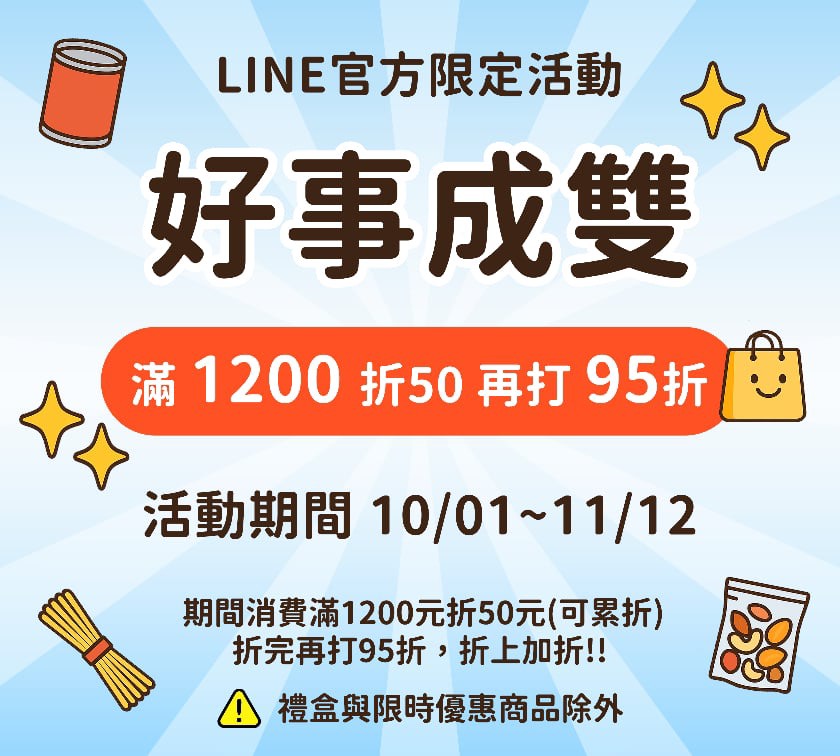 LINE官方限定活動
好事成雙
滿 1200 折50 再打 95折
活動期間 10/01~11/12
期間消費滿1200元折50元(可累折)
折完再打95折，折上加折!!
禮盒與限時優惠商品除外